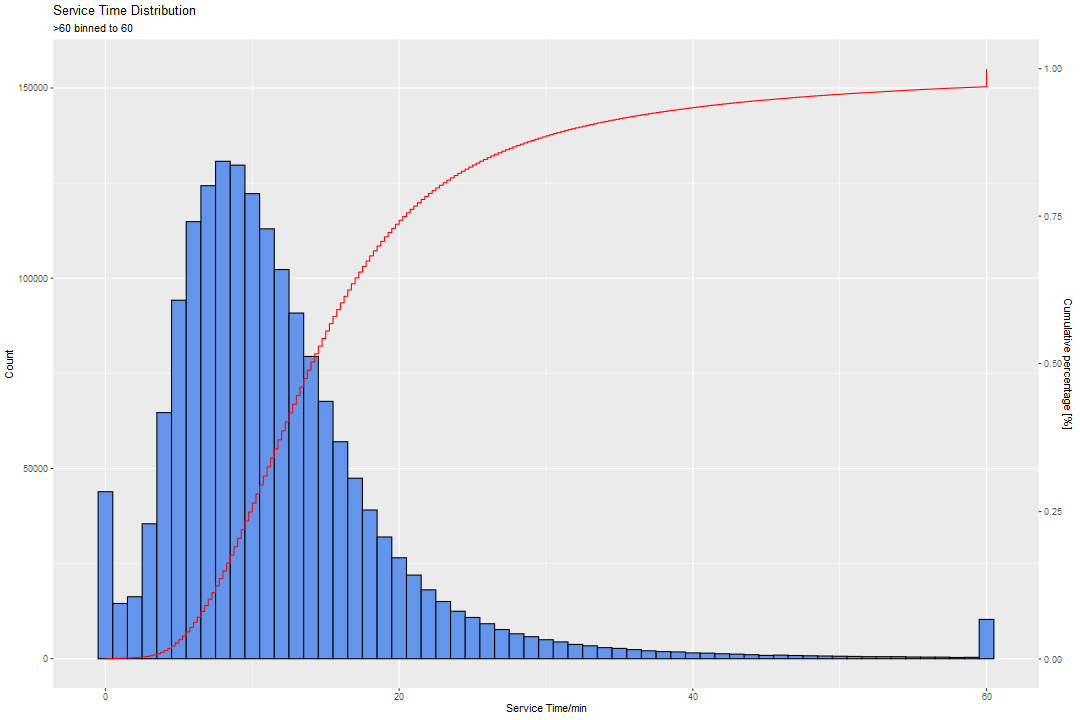 Service Time Distribution
>60 binned to 60
150000
100000
50000
0
Count
1.00
0.75
0.50
0.25
0.00
Cumulative percentage [%]
0
20
40
60
Service Time/min